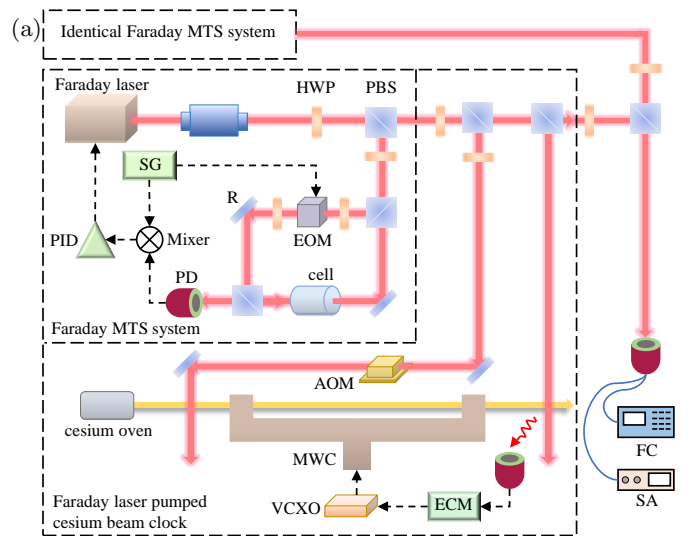 (a)
Identical Faraday MTS system
Faraday laser
HWP
PBS
SG
R
EOM
PID
Mixer
PD
cell
Faraday MTS system
AOM
cesium oven
MWC
FC
VCXO
ECM
SA
Faraday laser pumped
cesium beam clock